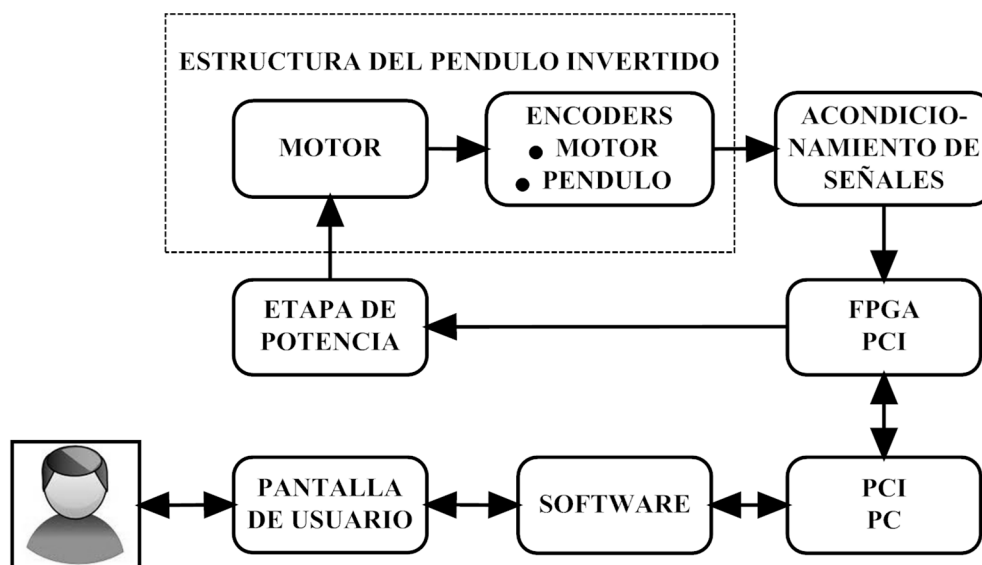 ESTRUCTURA DEL PENDULO INVERTIDO
MOTOR
ENCODERS
• MOTOR
• PENDULO
ACONDICIO-
NAMIENTO DE
SEÑALES
ETAPA DE
POTENCIA
FPGA
PCI
PANTALLA
DE USUARIO
SOFTWARE
PCI
PC